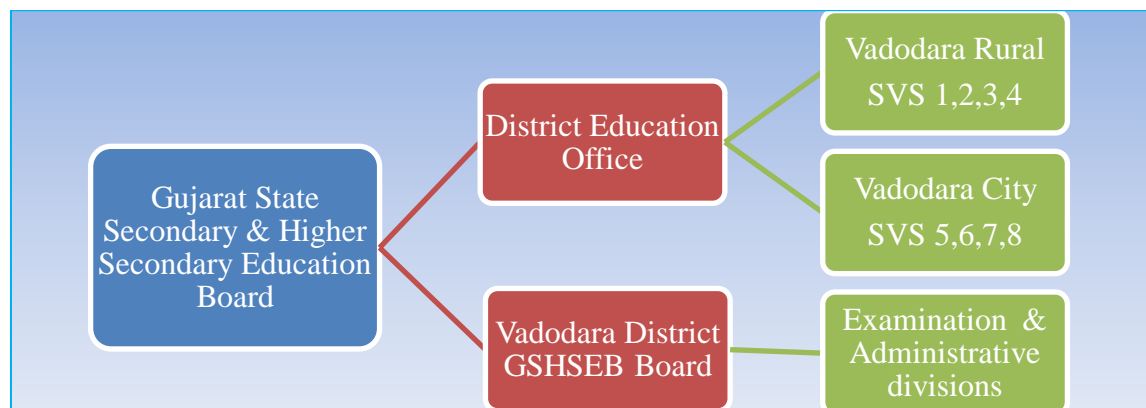 Gujarat State
Secondary & Higher
Secondary Education
Board
District Education
Office
Vadodara Rural
SVS 1,2,3,4
Vadodara City
SVS 5,6,7,8
Vadodara District
GSHSEB Board
Examination &
Administrative
divisions